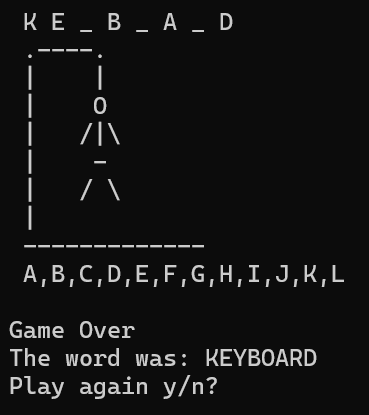 K E _ B _ A _ D
.----.
|    |
|    O
|   /|\
|    -
|   / \
|
-------------
A,B,C,D,E,F,G,H,I,J,K,L
Game Over
The word was: KEYBOARD
Play again y/n?